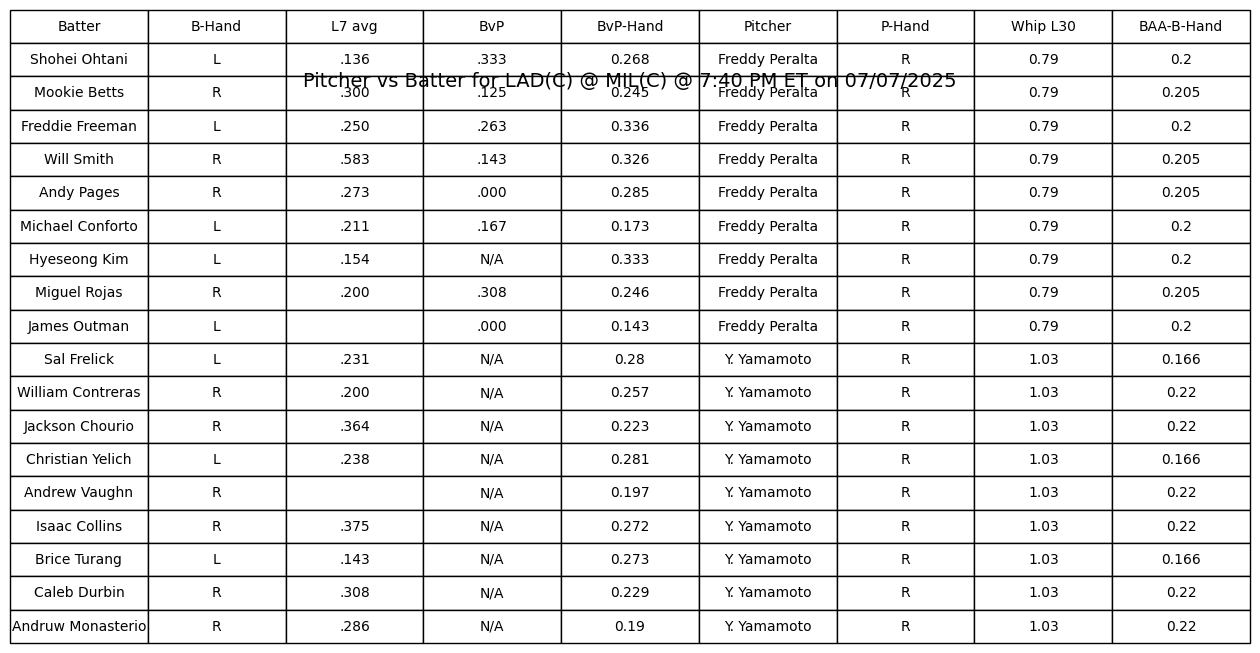 Batter B-Hand L7 avg BvP BvP-Hand Pitcher P-Hand Whip L30 BAA-B-Hand
Shohei Ohtani L .136 .333 0.268 Freddy Peralta R 0.79 0.2
Pitcher vs Batter for LAD(C) @ MIL(C) @ 7:40 PM ET on 07/07/2025
Mookie Betts R .300 .125 0.245 Freddy Peralta R 0.79 0.205
Freddie Freeman L .250 .263 0.336 Freddy Peralta R 0.79 0.2
Will Smith R .583 .143 0.326 Freddy Peralta R 0.79 0.205
Andy Pages R .273 .000 0.285 Freddy Peralta R 0.79 0.205
Michael Conforto L .211 .167 0.173 Freddy Peralta R 0.79 0.2
Hyeseong Kim L .154 N/A 0.333 Freddy Peralta R 0.79 0.2
Miguel Rojas R .200 .308 0.246 Freddy Peralta R 0.79 0.205
James Outman L .000 0.143 Freddy Peralta R 0.79 0.2
Sal Frelick L .231 N/A 0.28 Y. Yamamoto R 1.03 0.166
William Contreras R .200 N/A 0.257 Y. Yamamoto R 1.03 0.22
Jackson Chourio R .364 N/A 0.223 Y. Yamamoto R 1.03 0.22
Christian Yelich L .238 N/A 0.281 Y. Yamamoto R 1.03 0.166
Andrew Vaughn R N/A 0.197 Y. Yamamoto R 1.03 0.22
Isaac Collins R .375 N/A 0.272 Y. Yamamoto R 1.03 0.22
Brice Turang L .143 N/A 0.273 Y. Yamamoto R 1.03 0.166
Caleb Durbin R .308 N/A 0.229 Y. Yamamoto R 1.03 0.22
Andruw Monasterio R .286 N/A 0.19 Y. Yamamoto R 1.03 0.22